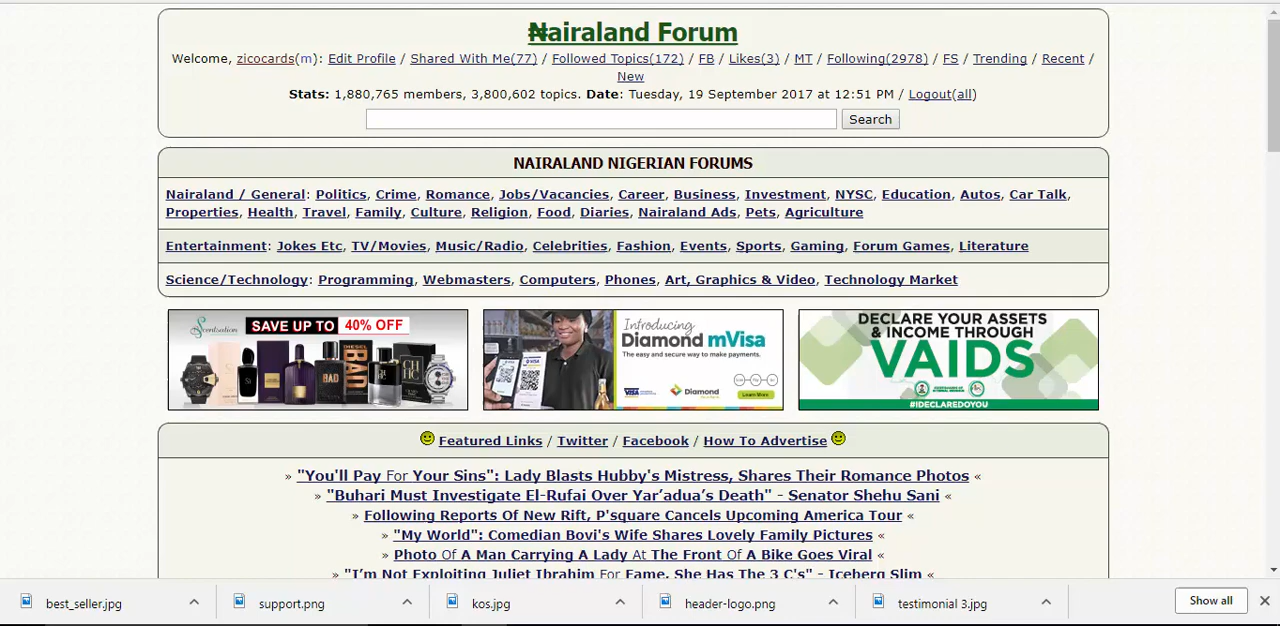 ₦airaland Forum
Welcome, zicocards(m): Edit Profile / Shared With Me(77) / Followed Topics(172) / FB / Likes(3) / MT / Following(2978) / FS / Trending / Recent /
New
Stats: 1,880,765 members, 3,800,602 topics. Date: Tuesday, 19 September 2017 at 12:51 PM / Logout(all)
Search
NAIRALAND NIGERIAN FORUMS
Nairaland / General: Politics, Crime, Romance, Jobs/Vacancies, Career, Business, Investment, NYSC, Education, Autos, Car Talk,
Properties, Health, Travel, Family, Culture, Religion, Food, Diaries, Nairaland Ads, Pets, Agriculture
Entertainment: Jokes Etc, TV/Movies, Music/Radio, Celebrities, Fashion, Events, Sports, Gaming, Forum Games, Literature
Science/Technology: Programming, Webmasters, Computers, Phones, Art, Graphics & Video, Technology Market
Scentsation SAVE UP TO 40% OFF
DIESEL
BAD BAD
CH
Introducing
Diamond mVisa
The easy and secure way to make payments.
VISA
Diamond
Learn More
DECLARE YOUR ASSETS
& INCOME THROUGH
VAIDS
#IDECLAREDOYOU
Featured Links / Twitter / Facebook / How To Advertise
» "You'll Pay For Your Sins": Lady Blasts Hubby's Mistress, Shares Their Romance Photos «
» "Buhari Must Investigate El-Rufai Over Yar’adua’s Death" - Senator Shehu Sani «
» Following Reports Of New Rift, P'square Cancels Upcoming America Tour «
» "My World": Comedian Bovi's Wife Shares Lovely Family Pictures «
» Photo Of A Man Carrying A Lady At The Front Of A Bike Goes Viral «
» "I’m Not Exploiting Juliet Ibrahim For Fame, She Has The 3 C's" - Iceberg Slim «
best_seller.jpg
support.png
kos.jpg
header-logo.png
testimonial 3.jpg
Show all